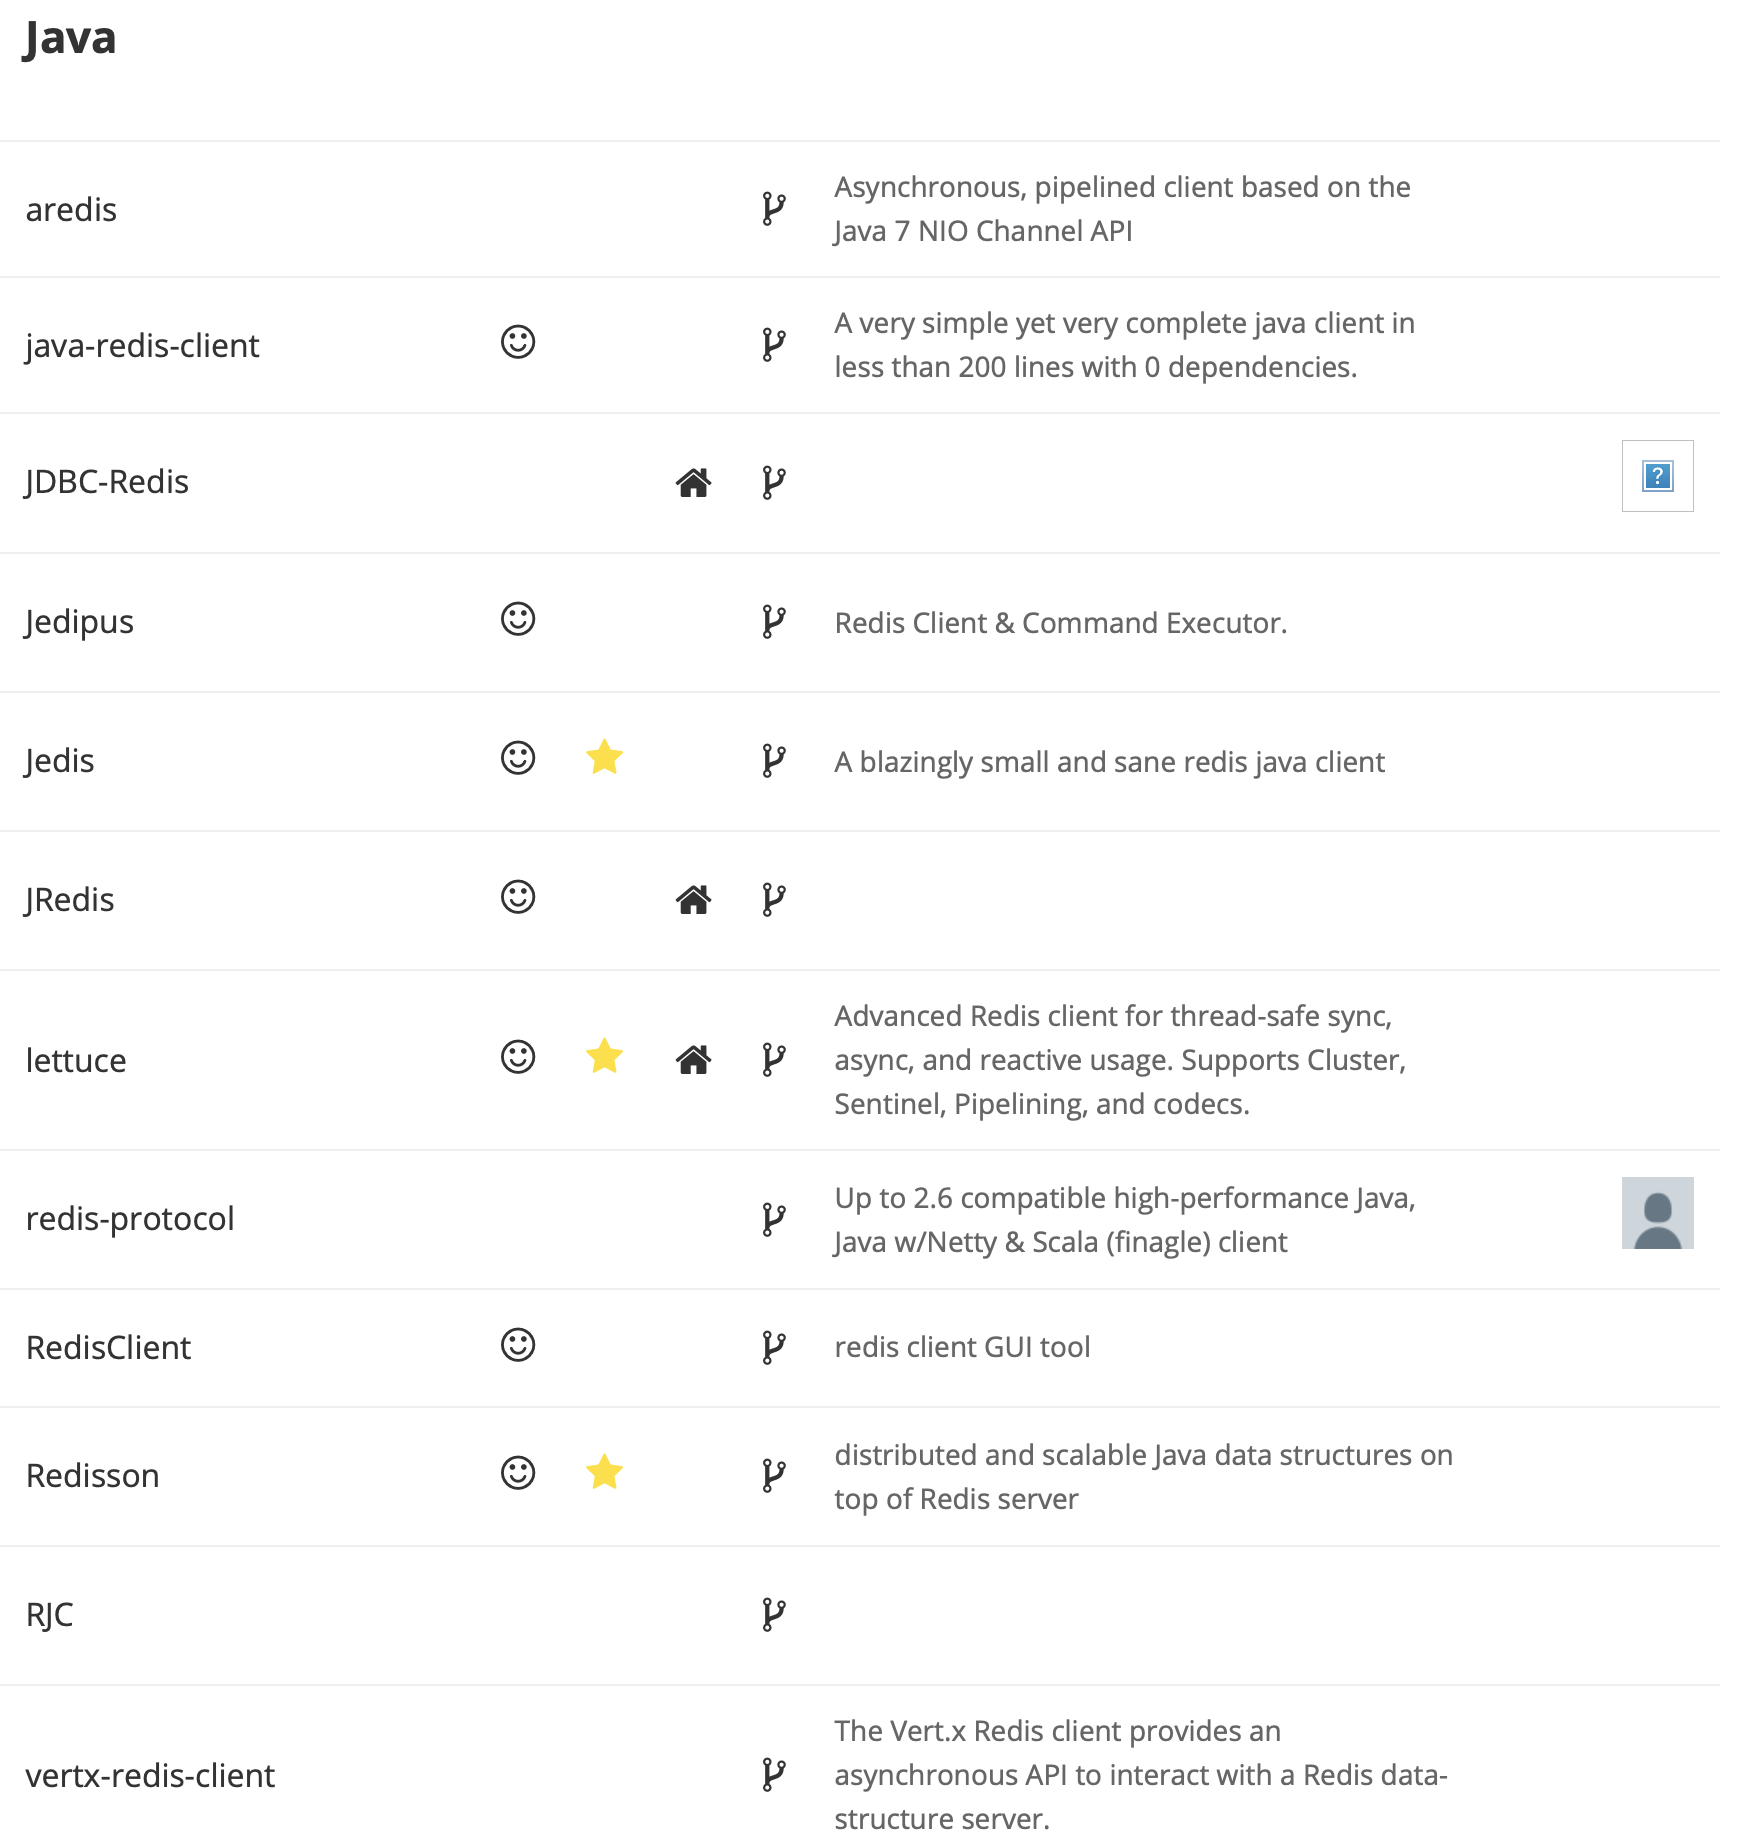 Java
aredis
Asynchronous, pipelined client based on the
Java 7 NIO Channel API
java-redis-client
A very simple yet very complete java client in
less than 200 lines with 0 dependencies.
JDBC-Redis
?
Jedipus
Redis Client & Command Executor.
Jedis
A blazingly small and sane redis java client
JRedis
lettuce
Advanced Redis client for thread-safe sync,
async, and reactive usage. Supports Cluster,
Sentinel, Pipelining, and codecs.
redis-protocol
Up to 2.6 compatible high-performance Java,
Java w/Netty & Scala (finagle) client
RedisClient
redis client GUI tool
Redisson
distributed and scalable Java data structures on
top of Redis server
RJC
vertx-redis-client
The Vert.x Redis client provides an
asynchronous API to interact with a Redis data-
structure server.